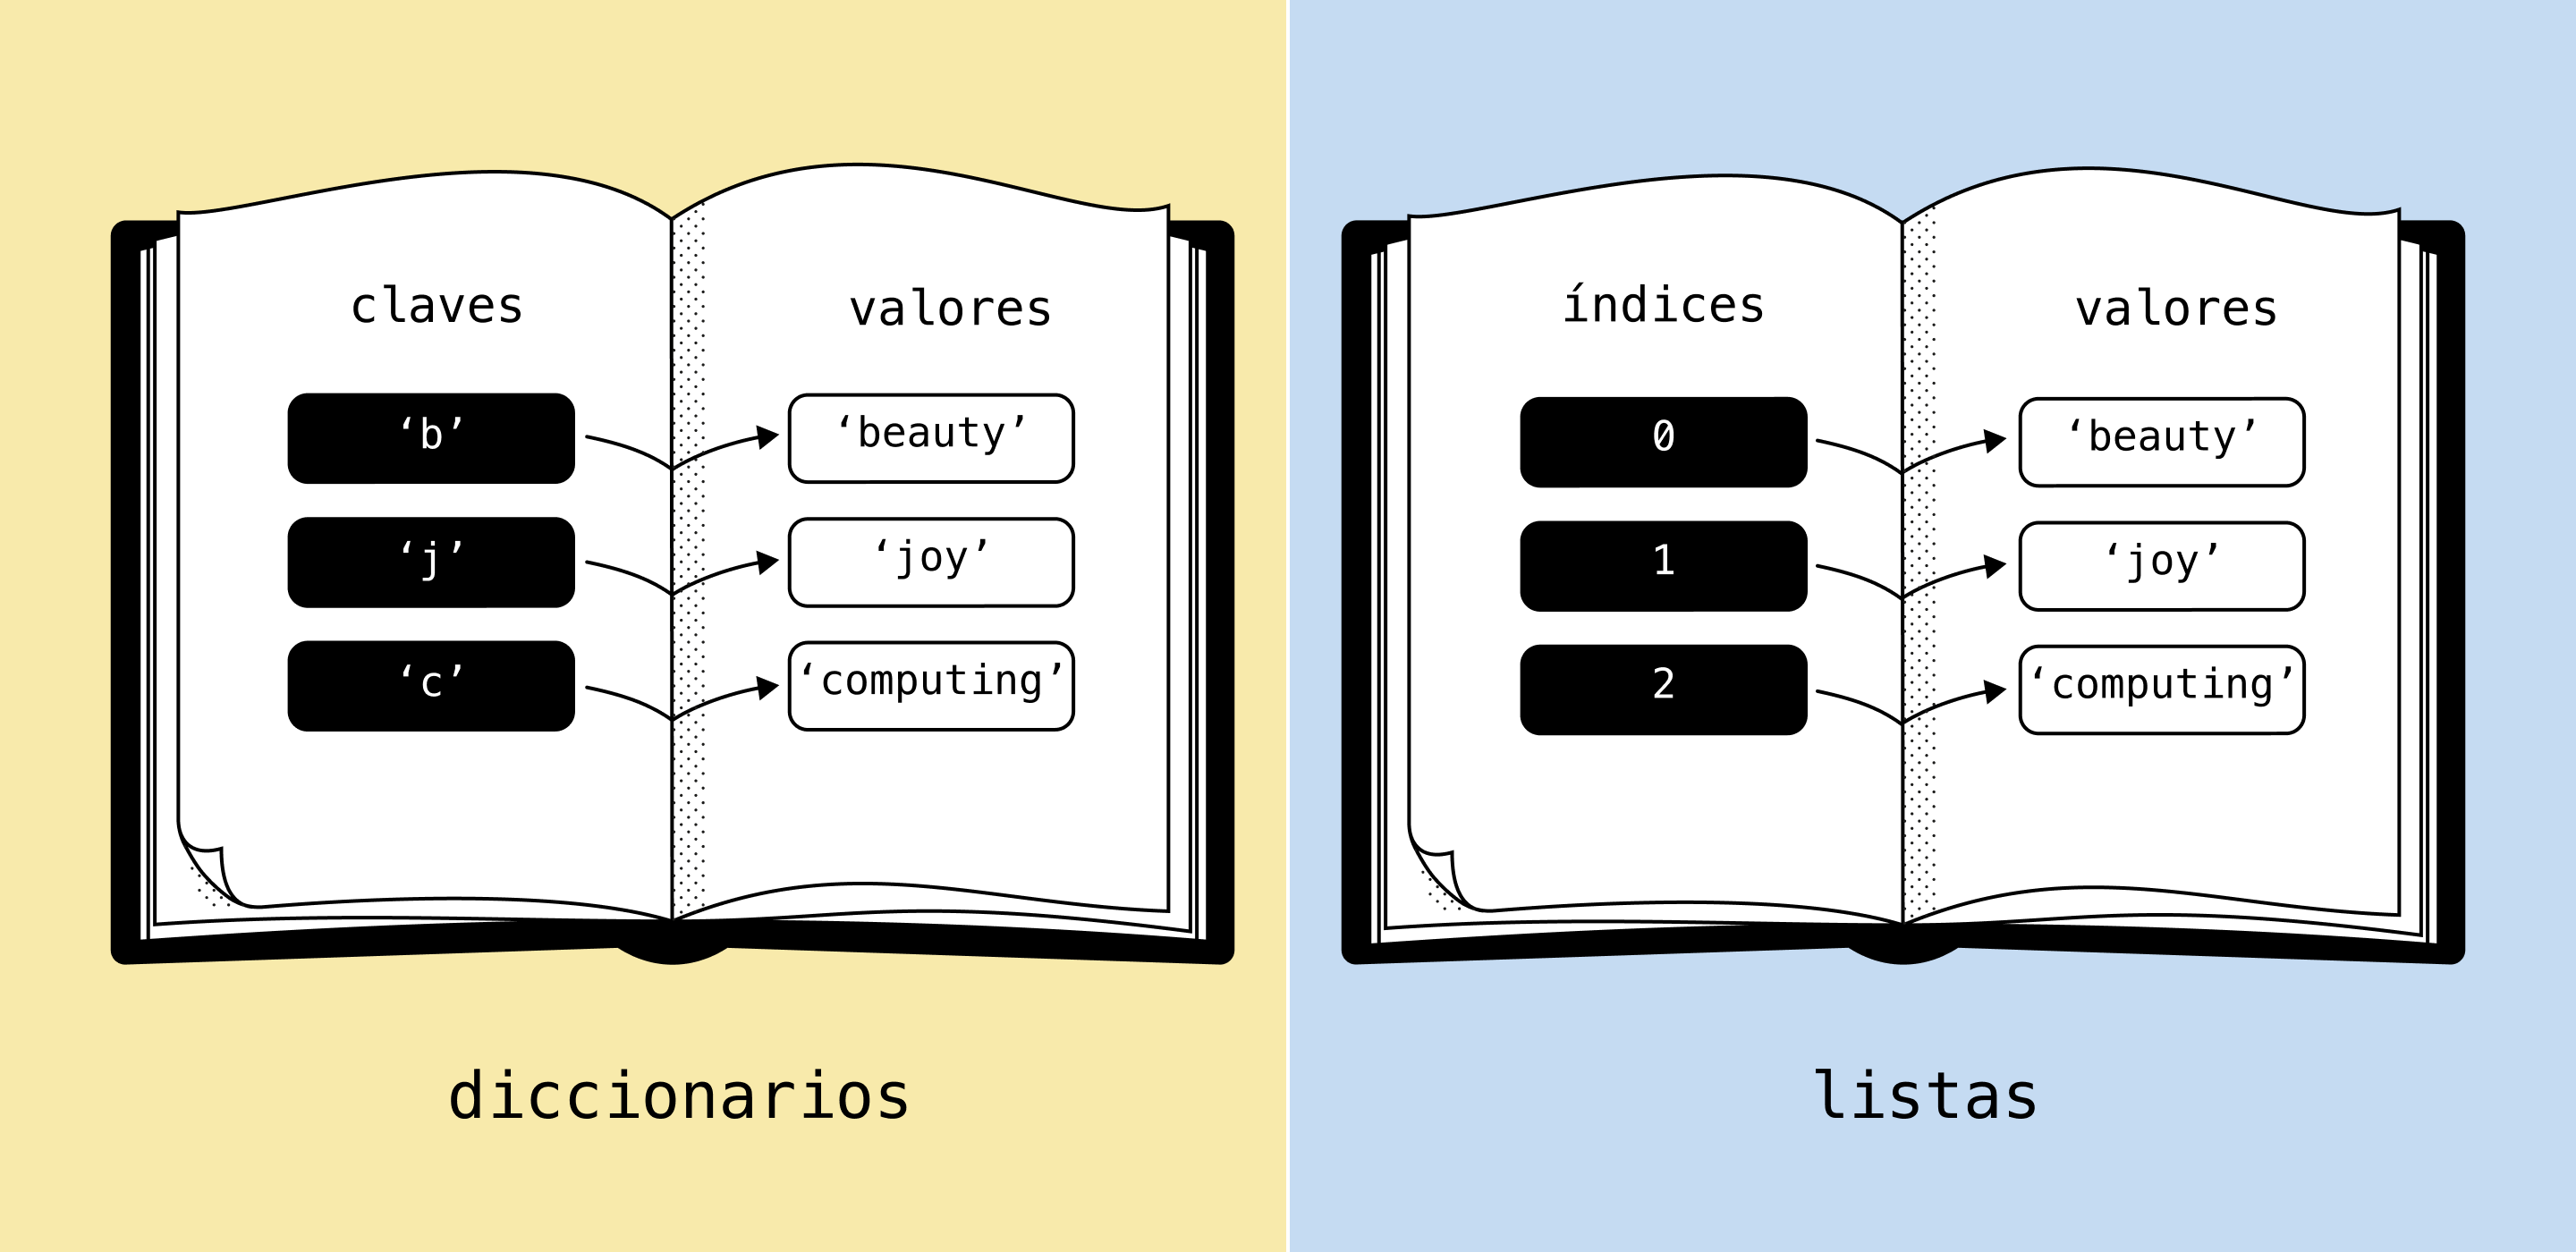 claves valores
‘b’ ‘beauty’
‘j’ ‘joy’
‘c’ ‘computing’
diccionarios
índices valores
0 ‘beauty’
1 ‘joy’
2 ‘computing’
listas